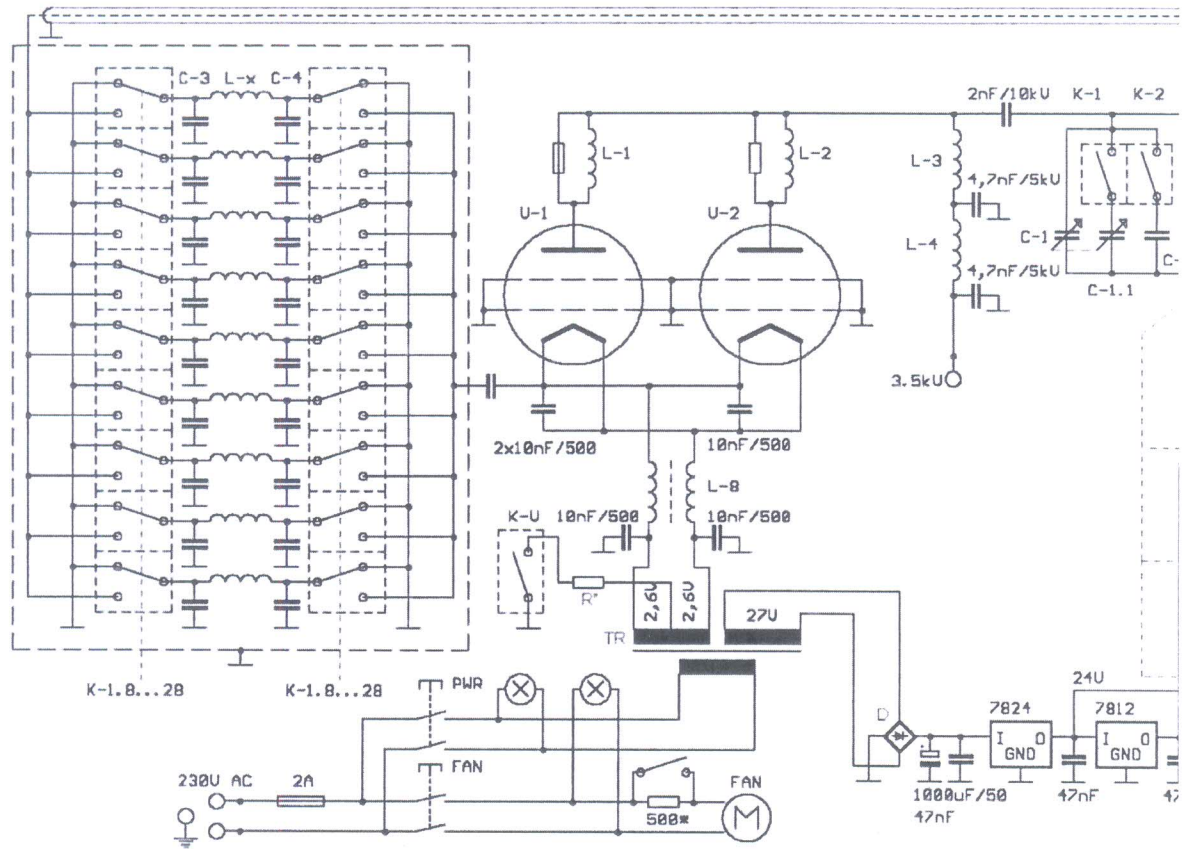 C-3 L-x C-4
2nF/10kV K-1 K-2
L-1
L-2
L-3
4,7nF/5kV
U-1
U-2
L-4
C-1
4,7nF/5kV
C-
C-1.1
3.5kV
2x10nF/500
10nF/500
L-8
K-V
10nF/500
10nF/500
R*
2,6V
2,6V
27V
TR
K-1.8...28
K-1.8...28
PWR
24V
D
7824
7812
I O
GND
I O
GND
FAN
230V AC
2A
FAN
500*
M
1000uF/50
47nF
47nF
47